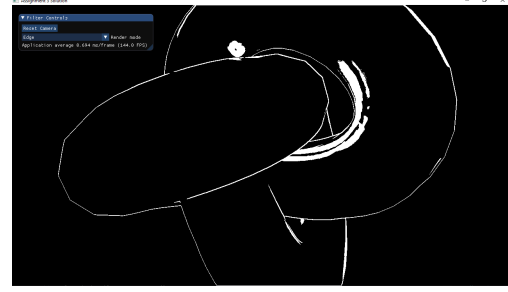 Assignment 3 Solution
▼ Filter Controls
Reset Camera
Edge ▼ Render mode
Application average 6.694 ms/frame (144.0 FPS)